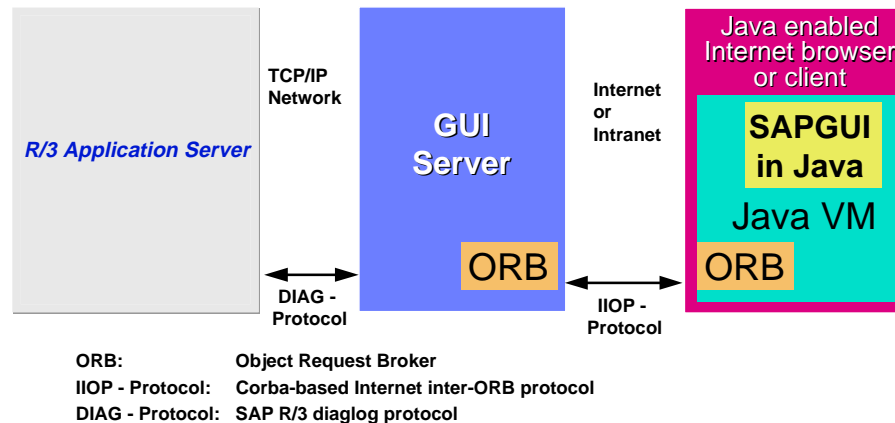 R/3 Application Server
TCP/IP
Network
DIAG -
Protocol
GUI
Server
ORB
Internet
or
Intranet
IIOP -
Protocol
Java enabled
Internet browser
or client
SAPGUI
in Java
Java VM
ORB
ORB: Object Request Broker
IIOP - Protocol: Corba-based Internet inter-ORB protocol
DIAG - Protocol: SAP R/3 diaglog protocol